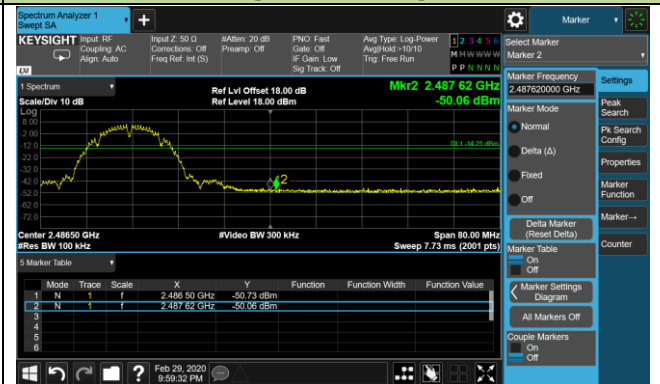 Spectrum Analyzer 1
Swept SA
Marker
KEYSIGHT
Input: RF
Coupling: AC
Align: Auto
Input Z: 50 Ω
Corrections: Off
Freq Ref: Int (S)
#Atten: 20 dB
Preamp: Off
PNO: Fast
Gate: Off
IF Gain: Low
Sig Track: Off
Avg Type: Log-Power
Avg|Hold:>10/10
Trig: Free Run
1 2 3 4 5 6
M W W W W W
P P N N N N
LXI
1 Spectrum
Scale/Div 10 dB
Log
Ref Lvl Offset 18.00 dB
Ref Level 18.00 dBm
Mkr2 2.487 62 GHz
-50.06 dBm
8.00
-2.00
-12.0
-22.0
-32.0
-42.0
-52.0
-62.0
-72.0
DL1 -14.25 dBm
2
Center 2.48650 GHz
#Video BW 300 kHz
Span 80.00 MHz
#Res BW 100 kHz
Sweep 7.73 ms (2001 pts)
5 Marker Table
Mode Trace Scale X Y Function Function Width Function Value
1 N 1 f 2.486 50 GHz -50.73 dBm
2 N 1 f 2.487 62 GHz -50.06 dBm
3
4
5
6
Select Marker
Marker 2
Marker Frequency
2.487620000 GHz
Marker Mode
Normal
Delta (Δ)
Fixed
Off
Delta Marker
(Reset Delta)
Marker Table
On
Off
Marker Settings
Diagram
All Markers Off
Couple Markers
On
Off
Settings
Peak
Search
Pk Search
Config
Properties
Marker
Function
Marker→
Counter
?
Feb 29, 2020
9:59:32 PM